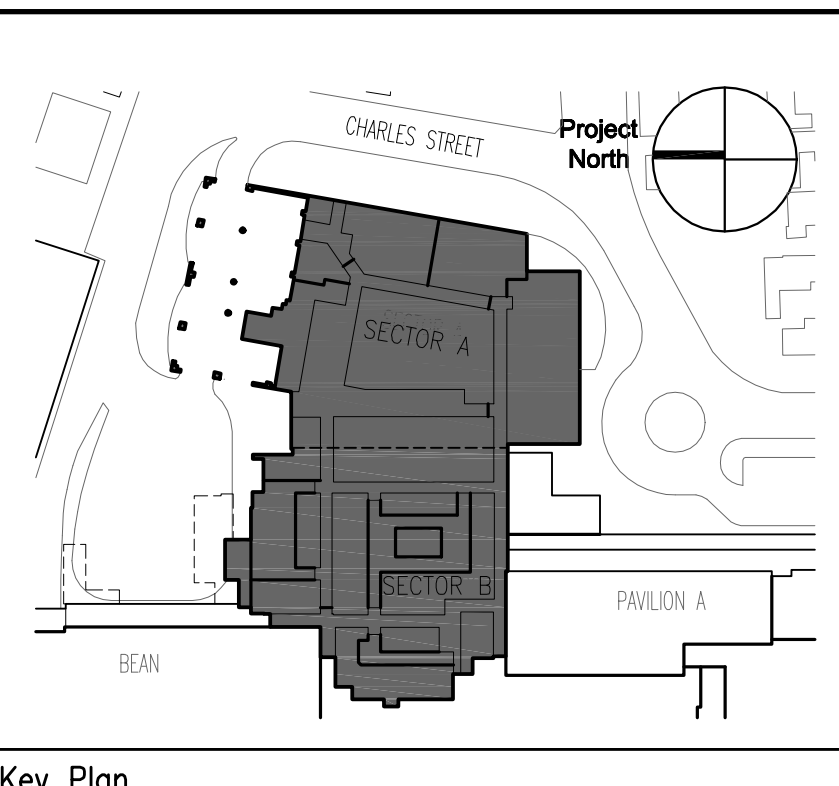 CHARLES STREET
Project
North
SECTOR A
SECTOR B
PAVILION A
BEAN
Key Plan